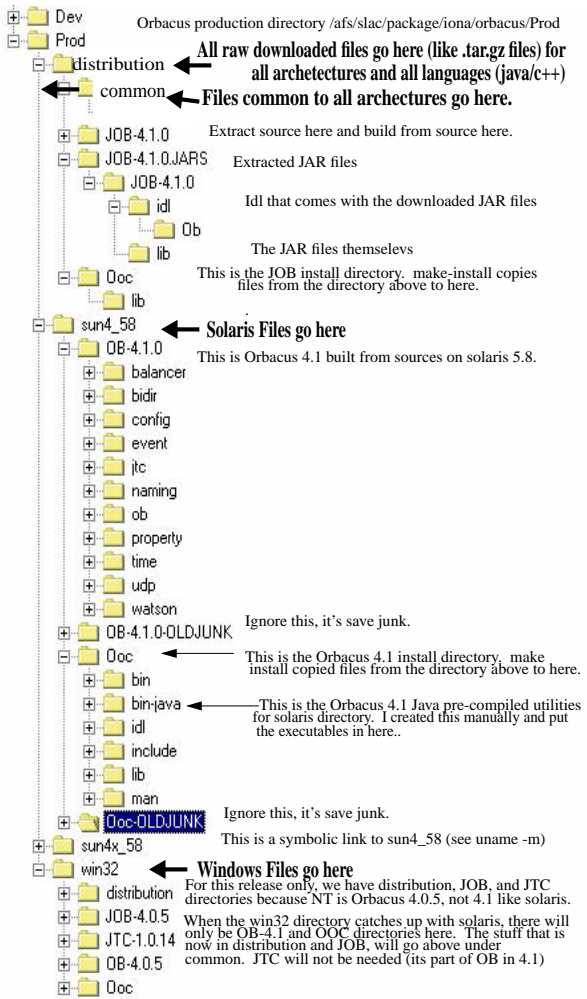 Dev
Orbacus production directory /afs/slac/package/iona/orbacus/Prod
Prod
All raw downloaded files go here (like .tar.gz files) for
all archetectures and all languages (java/c++)
distribution
common
Files common to all archectures go here.
JOB-4.1.0
Extract source here and build from source here.
JOB-4.1.0.JARS
Extracted JAR files
JOB-4.1.0
idl
Idl that comes with the downloaded JAR files
Ob
lib
The JAR files themselevs
Ooc
This is the JOB install directory. make-install copies
files from the directory above to here.
lib
.
sun4_58
Solaris Files go here
OB-4.1.0
This is Orbacus 4.1 built from sources on solaris 5.8.
balancer
bidir
config
event
jtc
naming
ob
property
time
udp
watson
Ignore this, it's save junk.
OB-4.1.0-OLDJUNK
Ooc
This is the Orbacus 4.1 install directory. make
install copied files from the directory above to here.
bin
bin-java
This is the Orbacus 4.1 Java pre-compiled utilities
for solaris directory. I created this manually and put
the executables in here..
idl
include
lib
man
Ooc-OLDJUNK
Ignore this, it's save junk.
sun4x_58
This is a symbolic link to sun4_58 (see uname -m)
win32
Windows Files go here
distribution
For this release only, we have distribution, JOB, and JTC
directories because NT is Orbacus 4.0.5, not 4.1 like solaris.
JOB-4.0.5
When the win32 directory catches up with solaris, there will
only be OB-4.1 and OOC directories here. The stuff that is
now in distribution and JOB, will go above under
common. JTC will not be needed (its part of OB in 4.1)
JTC-1.0.14
OB-4.0.5
Ooc